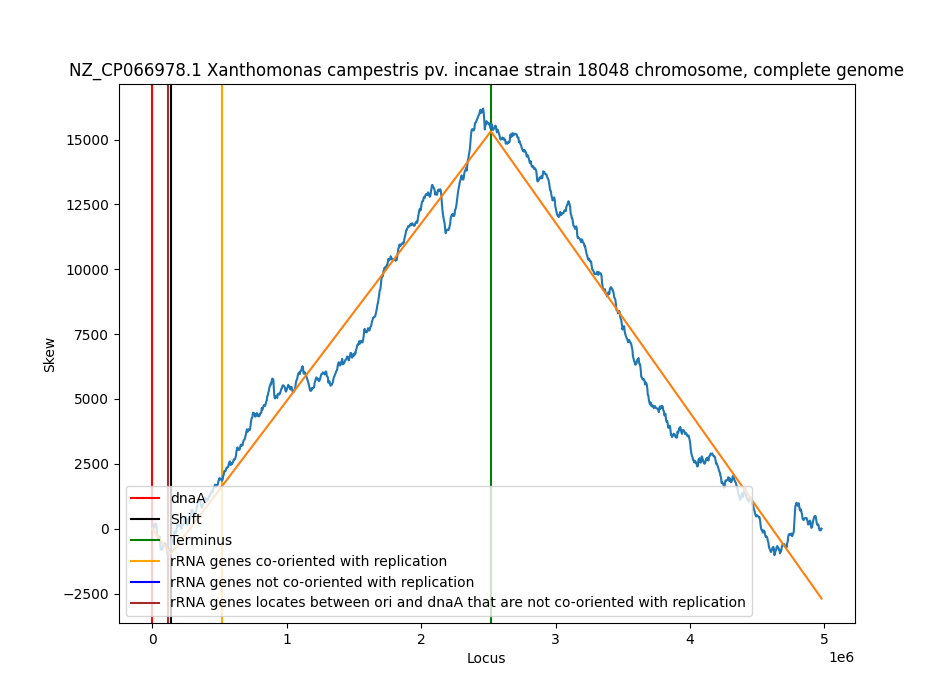 NZ_CP066978.1 Xanthomonas campestris pv. incanae strain 18048 chromosome, complete genome
Skew
15000
12500
10000
7500
5000
2500
0
−2500
dnaA
Shift
Terminus
rRNA genes co-oriented with replication
rRNA genes not co-oriented with replication
rRNA genes locates between ori and dnaA that are not co-oriented with replication
0 1 2 3 4 5
1e6
Locus